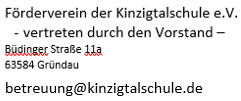 Förderverein der Kinzigtalschule e.V.
- vertreten durch den Vorstand –
Büdinger Straße 11a
63584 Gründau
betreuung@kinzigtalschule.de